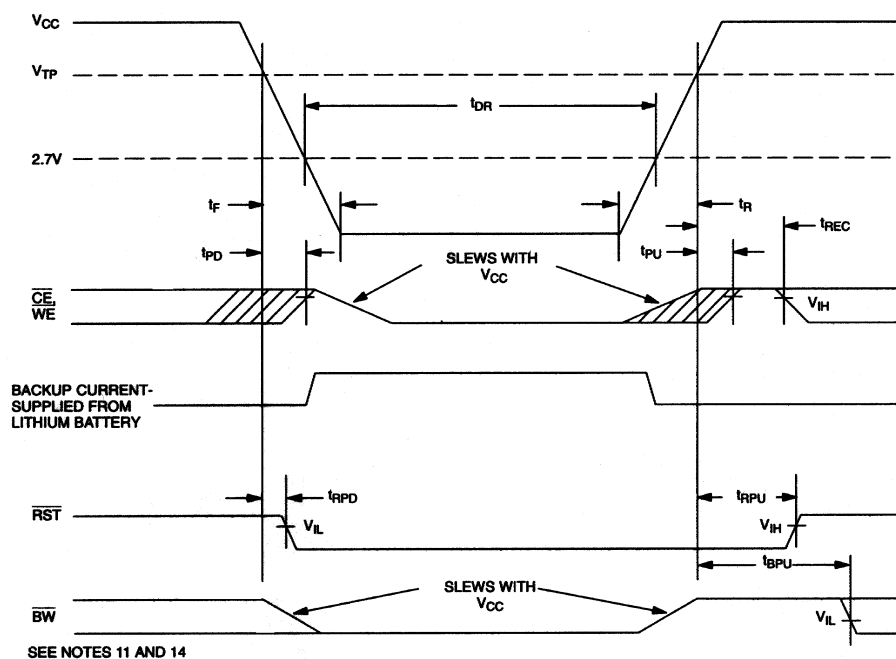 VCC
VTP
tDR
2.7V
tF
tR
tREC
tPD
SLEWS WITH
VCC
tPU
CE,
WE
VIH
BACKUP CURRENT-
SUPPLIED FROM
LITHIUM BATTERY
tRPD
tRPU
RST
VIL
VIH
tBPU
SLEWS WITH
VCC
BW
VIL
SEE NOTES 11 AND 14